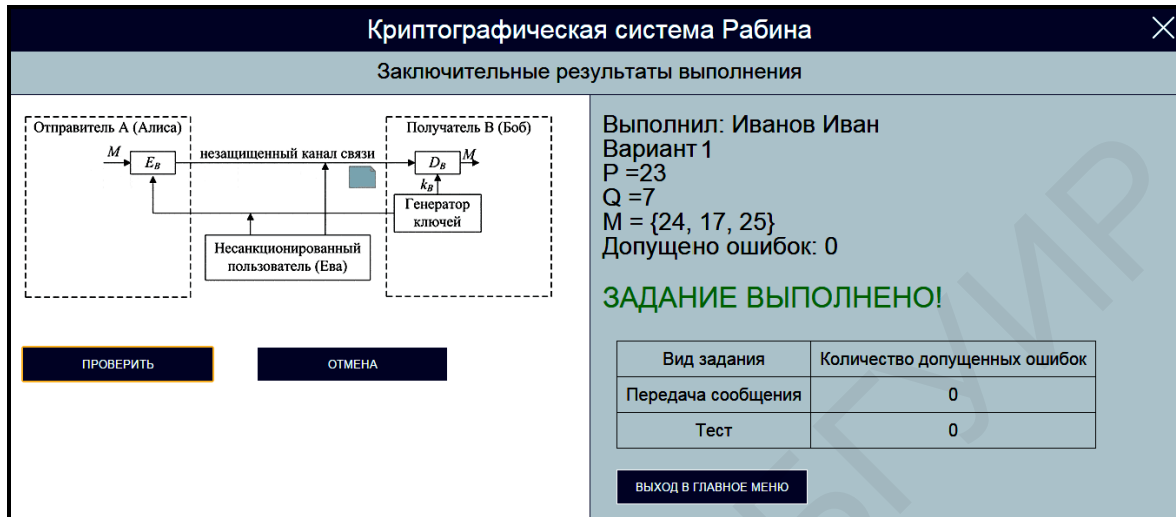 Криптографическая система Рабина
Заключительные результаты выполнения
Отправитель А (Алиса)
Получатель В (Боб)
M
E_B
незащищенный канал связи
D_B
M
k_B
Генератор
ключей
Несанкционированный
пользователь (Ева)
ПРОВЕРИТЬ
ОТМЕНА
Выполнил: Иванов Иван
Вариант 1
P =23
Q =7
M = {24, 17, 25}
Допущено ошибок: 0
ЗАДАНИЕ ВЫПОЛНЕНО!
Вид задания Количество допущенных ошибок
Передача сообщения 0
Тест 0
ВЫХОД В ГЛАВНОЕ МЕНЮ
БГУИР